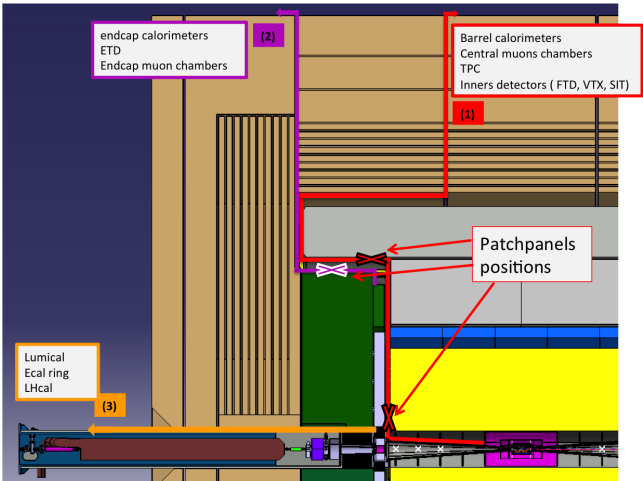 endcap calorimeters
ETD
Endcap muon chambers
(2)
Barrel calorimeters
Central muons chambers
TPC
Inners detectors ( FTD, VTX, SIT)
(1)
Patchpanels
positions
Lumical
Ecal ring
LHcal
(3)